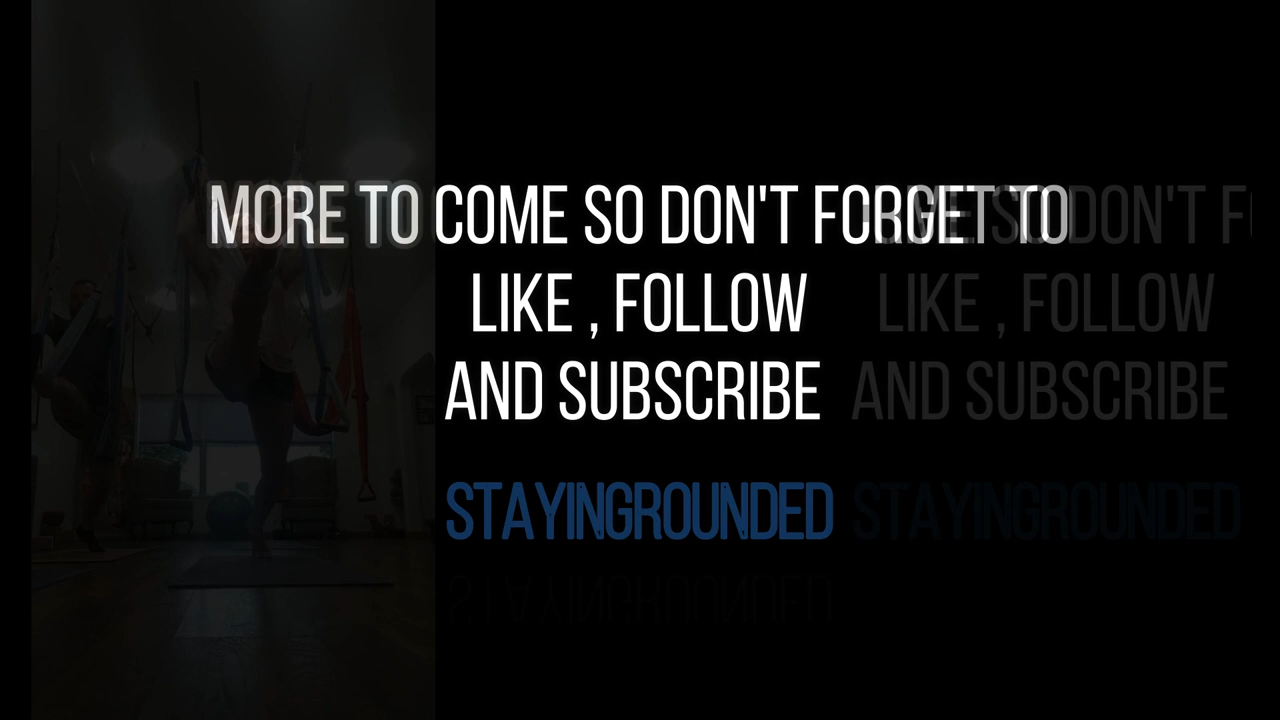 MORE TO COME SO DON'T FORGET TO
LIKE , FOLLOW
AND SUBSCRIBE
STAYINGROUNDED